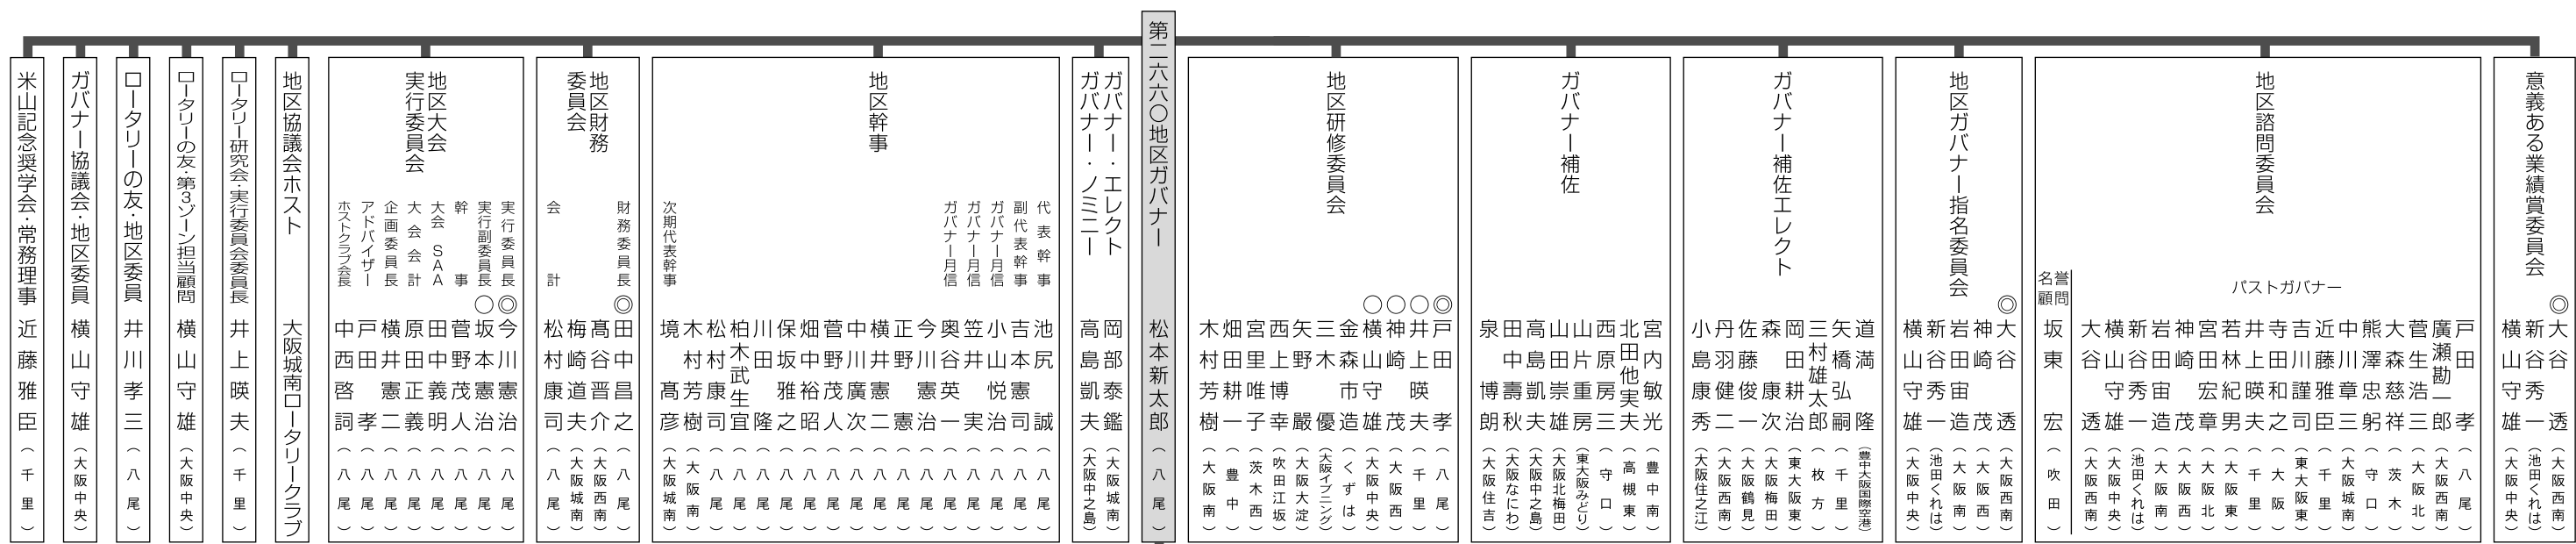 意義ある業績賞委員会
◎大谷 透(大阪西南)
新谷秀一(池田くれは)
横山守雄(大阪中央)
地区諮問委員会
パストガバナー
戸田 孝(八尾)
廣瀬勘一郎(大阪西南)
菅生浩三(大阪北)
大森慈祥(茨木)
熊澤忠躬(守口)
中川章三(大阪城南)
近藤雅臣(千里)
吉川謹司(東大阪東)
寺田和之(大阪)
井上暎夫(千里)
若林紀男(大阪東)
宮田宏章(大阪北)
神崎 茂(大阪西)
岩田宙造(大阪南)
新谷秀一(池田くれは)
横山守雄(大阪中央)
大谷 透(大阪西南)
名誉顧問
坂東 宏(吹田)
地区ガバナー指名委員会
◎大谷 透(大阪西南)
神崎 茂(大阪西)
岩田宙造(大阪南)
新谷秀一(池田くれは)
横山守雄(大阪中央)
ガバナー補佐エレクト
道満 隆(豊中大阪国際空港)
矢橋弘嗣(千里)
三村雄太郎(枚方)
岡田耕治(東大阪東)
森 康次(大阪梅田)
佐藤俊一(大阪鶴見)
丹羽健二(大阪西南)
小島康秀(大阪住之江)
ガバナー補佐
宮内敏光(豊中南)
北田他実夫(高槻東)
西原房三(守口)
山片重房(東大阪みどり)
山田崇雄(大阪北梅田)
高島凱夫(大阪中之島)
田中壽秋(大阪なにわ)
泉 博朗(大阪住吉)
地区研修委員会
◎戸田 孝(八尾)
○井上暎夫(千里)
○神崎 茂(大阪西)
○横山守雄(大阪中央)
金森市造(くずは)
三木 優(大阪イブニング)
矢野 嚴(大阪大淀)
西上博幸(吹田江坂)
宮里唯子(茨木西)
畑田耕一(豊中)
木村芳樹(大阪南)
第二六六〇地区ガバナー 松本新太郎(八尾)
ガバナー・エレクト 岡部泰鑑(大阪城南)
ガバナー・ノミニー 高島凱夫(大阪中之島)
地区幹事
代表幹事 池尻 誠(八尾)
副代表幹事 吉本憲司(八尾)
ガバナー月信 小山悦治(八尾)
ガバナー月信 笠井 実(八尾)
ガバナー月信 奥谷英一(八尾)
今川憲治(八尾)
正野 憲(八尾)
横井憲二(八尾)
中川廣次(八尾)
菅野茂人(八尾)
畑中裕昭(八尾)
保坂雅之(八尾)
川田 隆(八尾)
柏木武生宜(八尾)
松村康司(八尾)
木村芳樹(大阪南)
次期代表幹事 境 髙彦(大阪城南)
地区財務
委員会
財務委員長 ◎田中昌之(八尾)
髙谷晋介(大阪西南)
梅崎道夫(大阪城南)
会計 松村康司(八尾)
地区大会
実行委員会
実行委員長 ◎今川憲治(八尾)
実行副委員長 ○坂本憲治(八尾)
幹事 菅野茂人(八尾)
大会SAA 田中義明(八尾)
大会会計 原田正義(八尾)
企画委員長 横井憲二(八尾)
アドバイザー 戸田 孝(八尾)
ホストクラブ会長 中西啓詞(八尾)
地区協議会ホスト 大阪城南ロータリークラブ
ロータリー研究会・実行委員会委員長 井上暎夫(千里)
ロータリーの友・第3ゾーン担当顧問 横山守雄(大阪中央)
ロータリーの友・地区委員 井川孝三(八尾)
ガバナー協議会・地区委員 横山守雄(大阪中央)
米山記念奨学会・常務理事 近藤雅臣(千里)